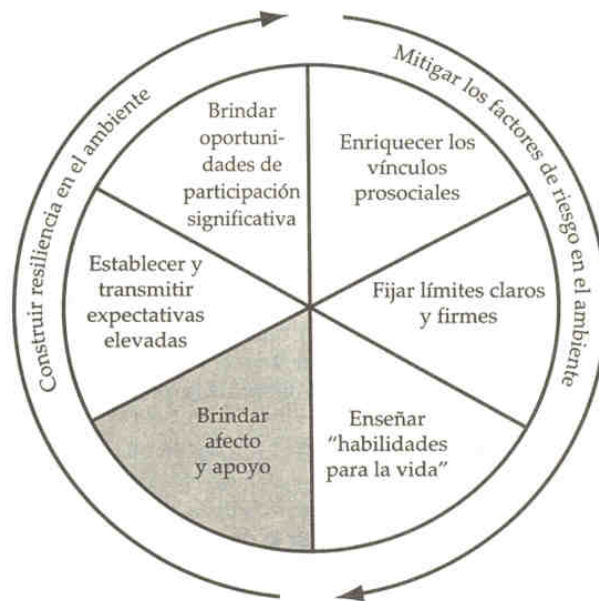 Construir resiliencia en el ambiente
Mitigar los factores de riesgo en el ambiente
Brindar
oportuni-
dades de
participación
significativa
Enriquecer los
vínculos
prosociales
Fijar límites claros
y firmes
Enseñar
"habilidades
para la vida"
Brindar
afecto
y apoyo
Establecer y
transmitir
expectativas
elevadas